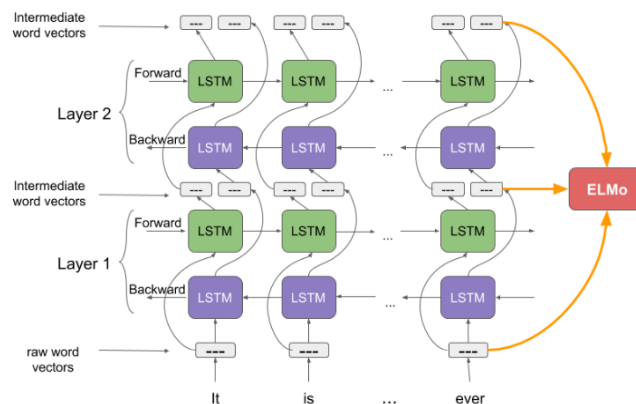 Intermediate
word vectors
--- --- --- --- --- ---
Forward
LSTM LSTM ... LSTM
Layer 2
Backward
LSTM LSTM ... LSTM
Intermediate
word vectors
--- --- --- --- --- ---
Forward
LSTM LSTM ... LSTM
ELMo
Layer 1
Backward
LSTM LSTM ... LSTM
raw word
vectors
--- --- ---
It is ... ever